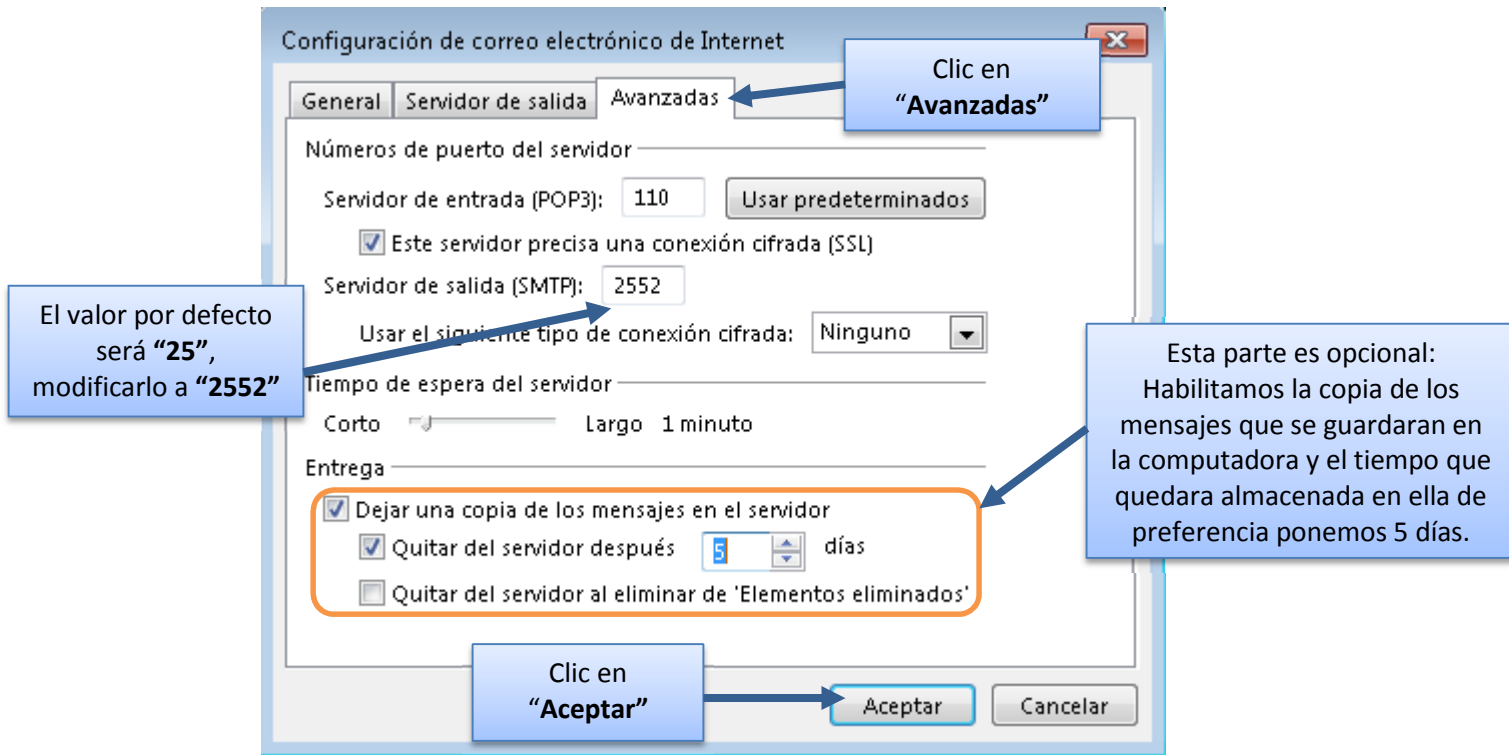 Configuración de correo electrónico de Internet
Clic en
“Avanzadas”
General
Servidor de salida
Avanzadas
Números de puerto del servidor
Servidor de entrada (POP3): 110 Usar predeterminados
Este servidor precisa una conexión cifrada (SSL)
Servidor de salida (SMTP): 2552
El valor por defecto
será “25”,
modificarlo a “2552”
Usar el siguiente tipo de conexión cifrada: Ninguno
Tiempo de espera del servidor
Corto Largo 1 minuto
Esta parte es opcional:
Habilitamos la copia de los
mensajes que se guardaran en
la computadora y el tiempo que
quedara almacenada en ella de
preferencia ponemos 5 días.
Entrega
Dejar una copia de los mensajes en el servidor
Quitar del servidor después 5 días
Quitar del servidor al eliminar de 'Elementos eliminados'
Clic en
“Aceptar”
Aceptar
Cancelar